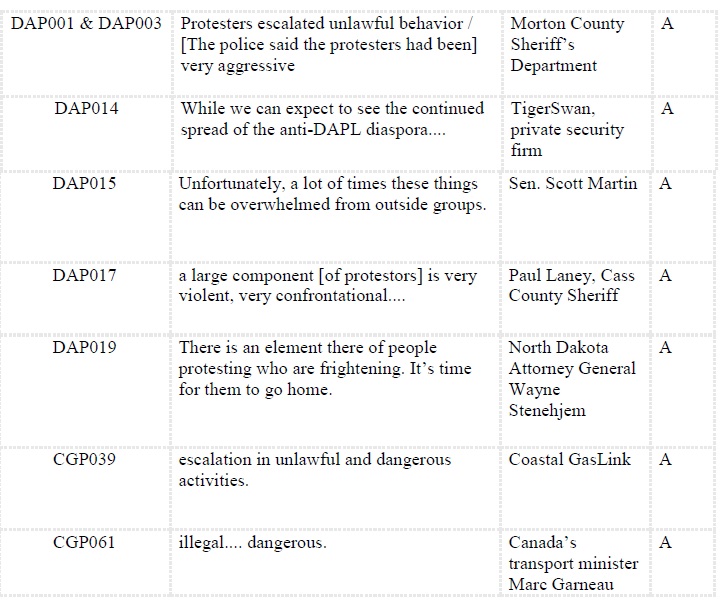 DAP001 & DAP003 Protesters escalated unlawful behavior / Morton County A
[The police said the protesters had been] Sheriff's
very aggressive Department
DAP014 While we can expect to see the continued TigerSwan, A
spread of the anti-DAPL diaspora.... private security
firm
DAP015 Unfortunately, a lot of times these things Sen. Scott Martin A
can be overwhelmed from outside groups.
DAP017 a large component [of protestors] is very Paul Laney, Cass A
violent, very confrontational.... County Sheriff
DAP019 There is an element there of people North Dakota A
protesting who are frightening. It's time Attorney General
for them to go home. Wayne
Stenehjem
CGP039 escalation in unlawful and dangerous Coastal GasLink A
activities.
CGP061 illegal.... dangerous. Canada's A
transport minister
Marc Garneau